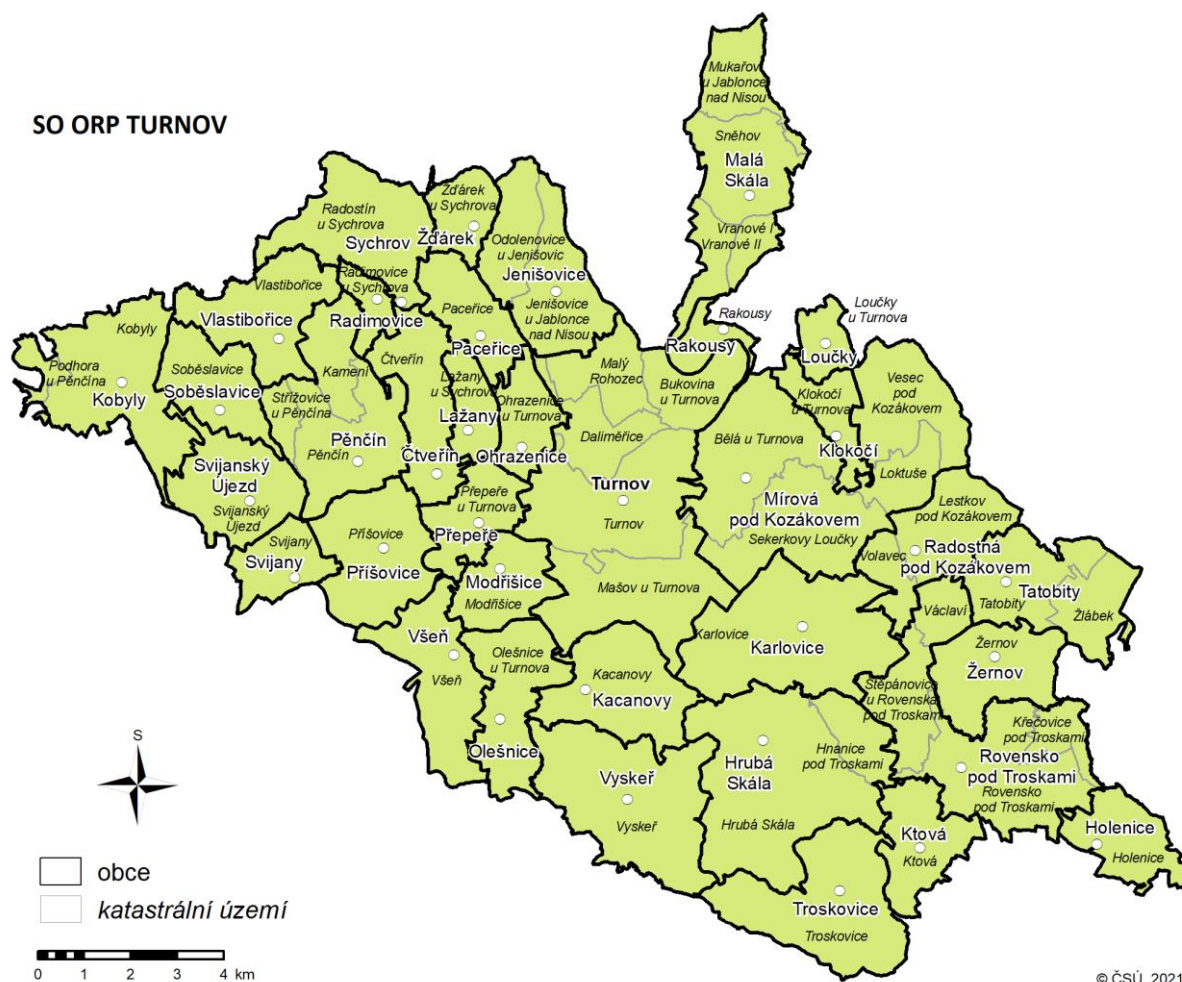 SO ORP TURNOV
Mukařov
u Jablonce
nad Nisou
Sněhov
Malá
Skála
Vranové I
Vranové II
Žďárek
u Sychrova
Žďárek
Radostín
u Sychrova
Sychrov
Odolenovice
u Jenišovic
Jenišovice
Jenišovice
u Jablonce
nad Nisou
Vlastibořice
Vlastibořice
Radimovice
u Sychrova
Radimovice
Paceřice
Paceřice
Rakousy
Rakousy
Loučky
u Turnova
Loučky
Kobyly
Podhora
u Pěnčína
Kobyly
Soběslavice
Soběslavice
Kamení
Čtveřín
Lažany
u Sychrova
Lažany
Ohrazenice
u Turnova
Ohrazenice
Malý
Rohozec
Bukovina
u Turnova
Daliměřice
Klokočí
u Turnova
Klokočí
Vesec
pod
Kozákovem
Střížovice
u Pěnčína
Pěnčín
Pěnčín
Čtveřín
Bělá u Turnova
Loktuše
Svijanský
Újezd
Svijanský
Újezd
Přepeře
u Turnova
Přepeře
Turnov
Turnov
Mírová
pod Kozákovem
Sekerkovy Loučky
Lestkov
pod Kozákovem
Svijany
Svijany
Příšovice
Příšovice
Modřišice
Modřišice
Mašov u Turnova
Volavec
Radostná
pod Kozákovem
Tatobity
Tatobity
Žlábek
Václaví
Všeň
Všeň
Olešnice
u Turnova
Olešnice
Kacanovy
Kacanovy
Karlovice
Karlovice
Žernov
Žernov
Štěpánovice
u Rovenska
pod Troskami
Křečovice
pod Troskami
Vyskeř
Vyskeř
Hrubá
Skála
Hnanice
pod Troskami
Hrubá Skála
Rovensko
pod Troskami
Rovensko
pod Troskami
Ktová
Ktová
Holenice
Holenice
Troskovice
Troskovice
S
obce
katastrální území
0 1 2 3 4 km
© ČSÚ, 2021